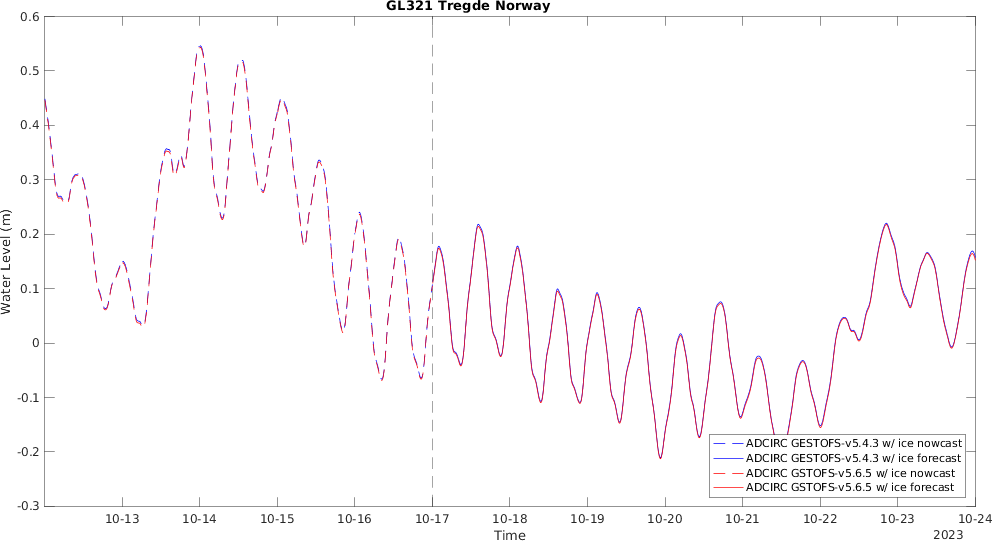 GL321 Tregde Norway
0.6
0.5
0.4
0.3
0.2
0.1
0
-0.1
-0.2
-0.3
Water Level (m)
ADCIRC GESTOFS-v5.4.3 w/ ice nowcast
ADCIRC GESTOFS-v5.4.3 w/ ice forecast
ADCIRC GSTOFS-v5.6.5 w/ ice nowcast
ADCIRC GSTOFS-v5.6.5 w/ ice forecast
10-13 10-14 10-15 10-16 10-17 10-18 10-19 10-20 10-21 10-22 10-23 10-24
Time
2023